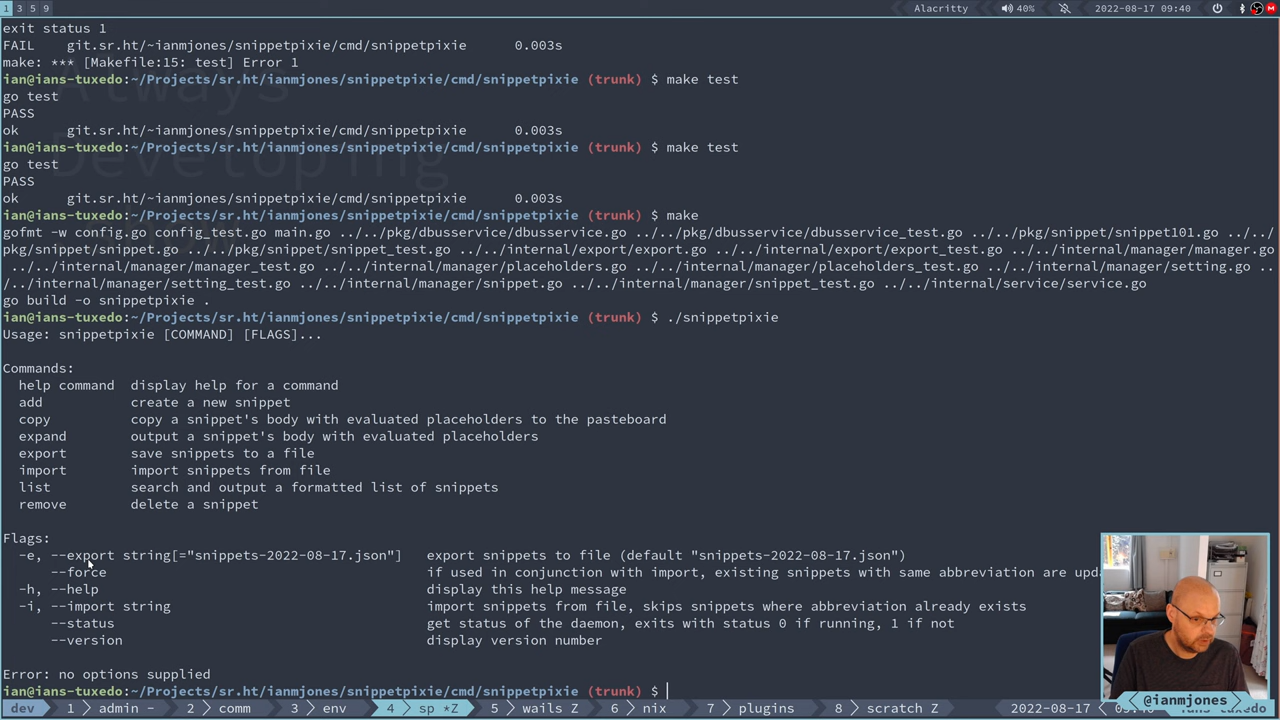 1 3 5 9
Alacritty 40% 2022-08-17 09:40
exit status 1
FAIL git.sr.ht/~ianmjones/snippetpixie/cmd/snippetpixie 0.003s
make: *** [Makefile:15: test] Error 1
ian@ians-tuxedo:~/Projects/sr.ht/ianmjones/snippetpixie/cmd/snippetpixie (trunk) $ make test
go test
Always
PASS
ok git.sr.ht/~ianmjones/snippetpixie/cmd/snippetpixie 0.003s
ian@ians-tuxedo:~/Projects/sr.ht/ianmjones/snippetpixie/cmd/snippetpixie (trunk) $ make test
go test
Developing
PASS
ok git.sr.ht/~ianmjones/snippetpixie/cmd/snippetpixie 0.003s
ian@ians-tuxedo:~/Projects/sr.ht/ianmjones/snippetpixie/cmd/snippetpixie (trunk) $ make
gofmt -w config.go config_test.go main.go ../../pkg/dbusservice/dbusservice.go ../../pkg/dbusservice/dbusservice_test.go ../../pkg/snippet/snippet101.go ../../
pkg/snippet/snippet.go ../../pkg/snippet/snippet_test.go ../../internal/export/export.go ../../internal/export/export_test.go ../../internal/manager/manager.go
../../internal/manager/manager_test.go ../../internal/manager/placeholders.go ../../internal/manager/placeholders_test.go ../../internal/manager/setting.go ../
../internal/manager/setting_test.go ../../internal/manager/snippet.go ../../internal/manager/snippet_test.go ../../internal/service/service.go
go build -o snippetpixie .
ian@ians-tuxedo:~/Projects/sr.ht/ianmjones/snippetpixie/cmd/snippetpixie (trunk) $ ./snippetpixie
Usage: snippetpixie [COMMAND] [FLAGS]...
Commands:
help command display help for a command
add create a new snippet
copy copy a snippet's body with evaluated placeholders to the pasteboard
expand output a snippet's body with evaluated placeholders
export save snippets to a file
import import snippets from file
list search and output a formatted list of snippets
remove delete a snippet
Flags:
-e, --export string[="snippets-2022-08-17.json"] export snippets to file (default "snippets-2022-08-17.json")
--force if used in conjunction with import, existing snippets with same abbreviation are upd
-h, --help display this help message
-i, --import string import snippets from file, skips snippets where abbreviation already exists
--status get status of the daemon, exits with status 0 if running, 1 if not
--version display version number
Error: no options supplied
ian@ians-tuxedo:~/Projects/sr.ht/ianmjones/snippetpixie/cmd/snippetpixie (trunk) $
@ianmjones
dev 1 admin - 2 comm 3 env 4 sp *Z 5 wails Z 6 nix 7 plugins 8 scratch Z 2022-08-17